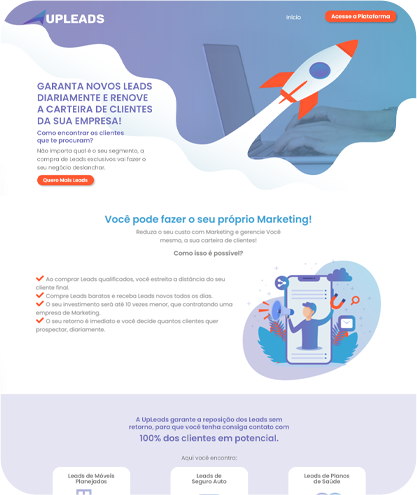 UPLEADS
Início
Acesse a Plataforma
GARANTA NOVOS LEADS
DIARIAMENTE E RENOVE
A CARTEIRA DE CLIENTES
DA SUA EMPRESA!
Como encontrar os clientes
que te procuram?
Não importa qual é o seu segmento, a
compra de Leads exclusivos vai fazer o
seu negócio deslanchar.
Quero Mais Leads
Você pode fazer o seu próprio Marketing!
Reduza o seu custo com Marketing e gerencie Você
mesmo, a sua carteira de clientes!
Como isso é possível?
Ao comprar Leads qualificados, você estreita a distância do seu
cliente final.
Compre Leads baratos e receba Leads novos todos os dias.
O seu investimento será até 10 vezes menor, que contratando uma
empresa de Marketing.
O seu retorno é imediato e você decide quantos clientes quer
prospectar, diariamente.
A UpLeads garante a reposição dos Leads sem
retorno, para que você tenha consiga contato com
100% dos clientes em potencial.
Aqui você encontra:
Leads de Móveis
Planejados
Leads de
Seguro Auto
Leads de Planos
de Saúde